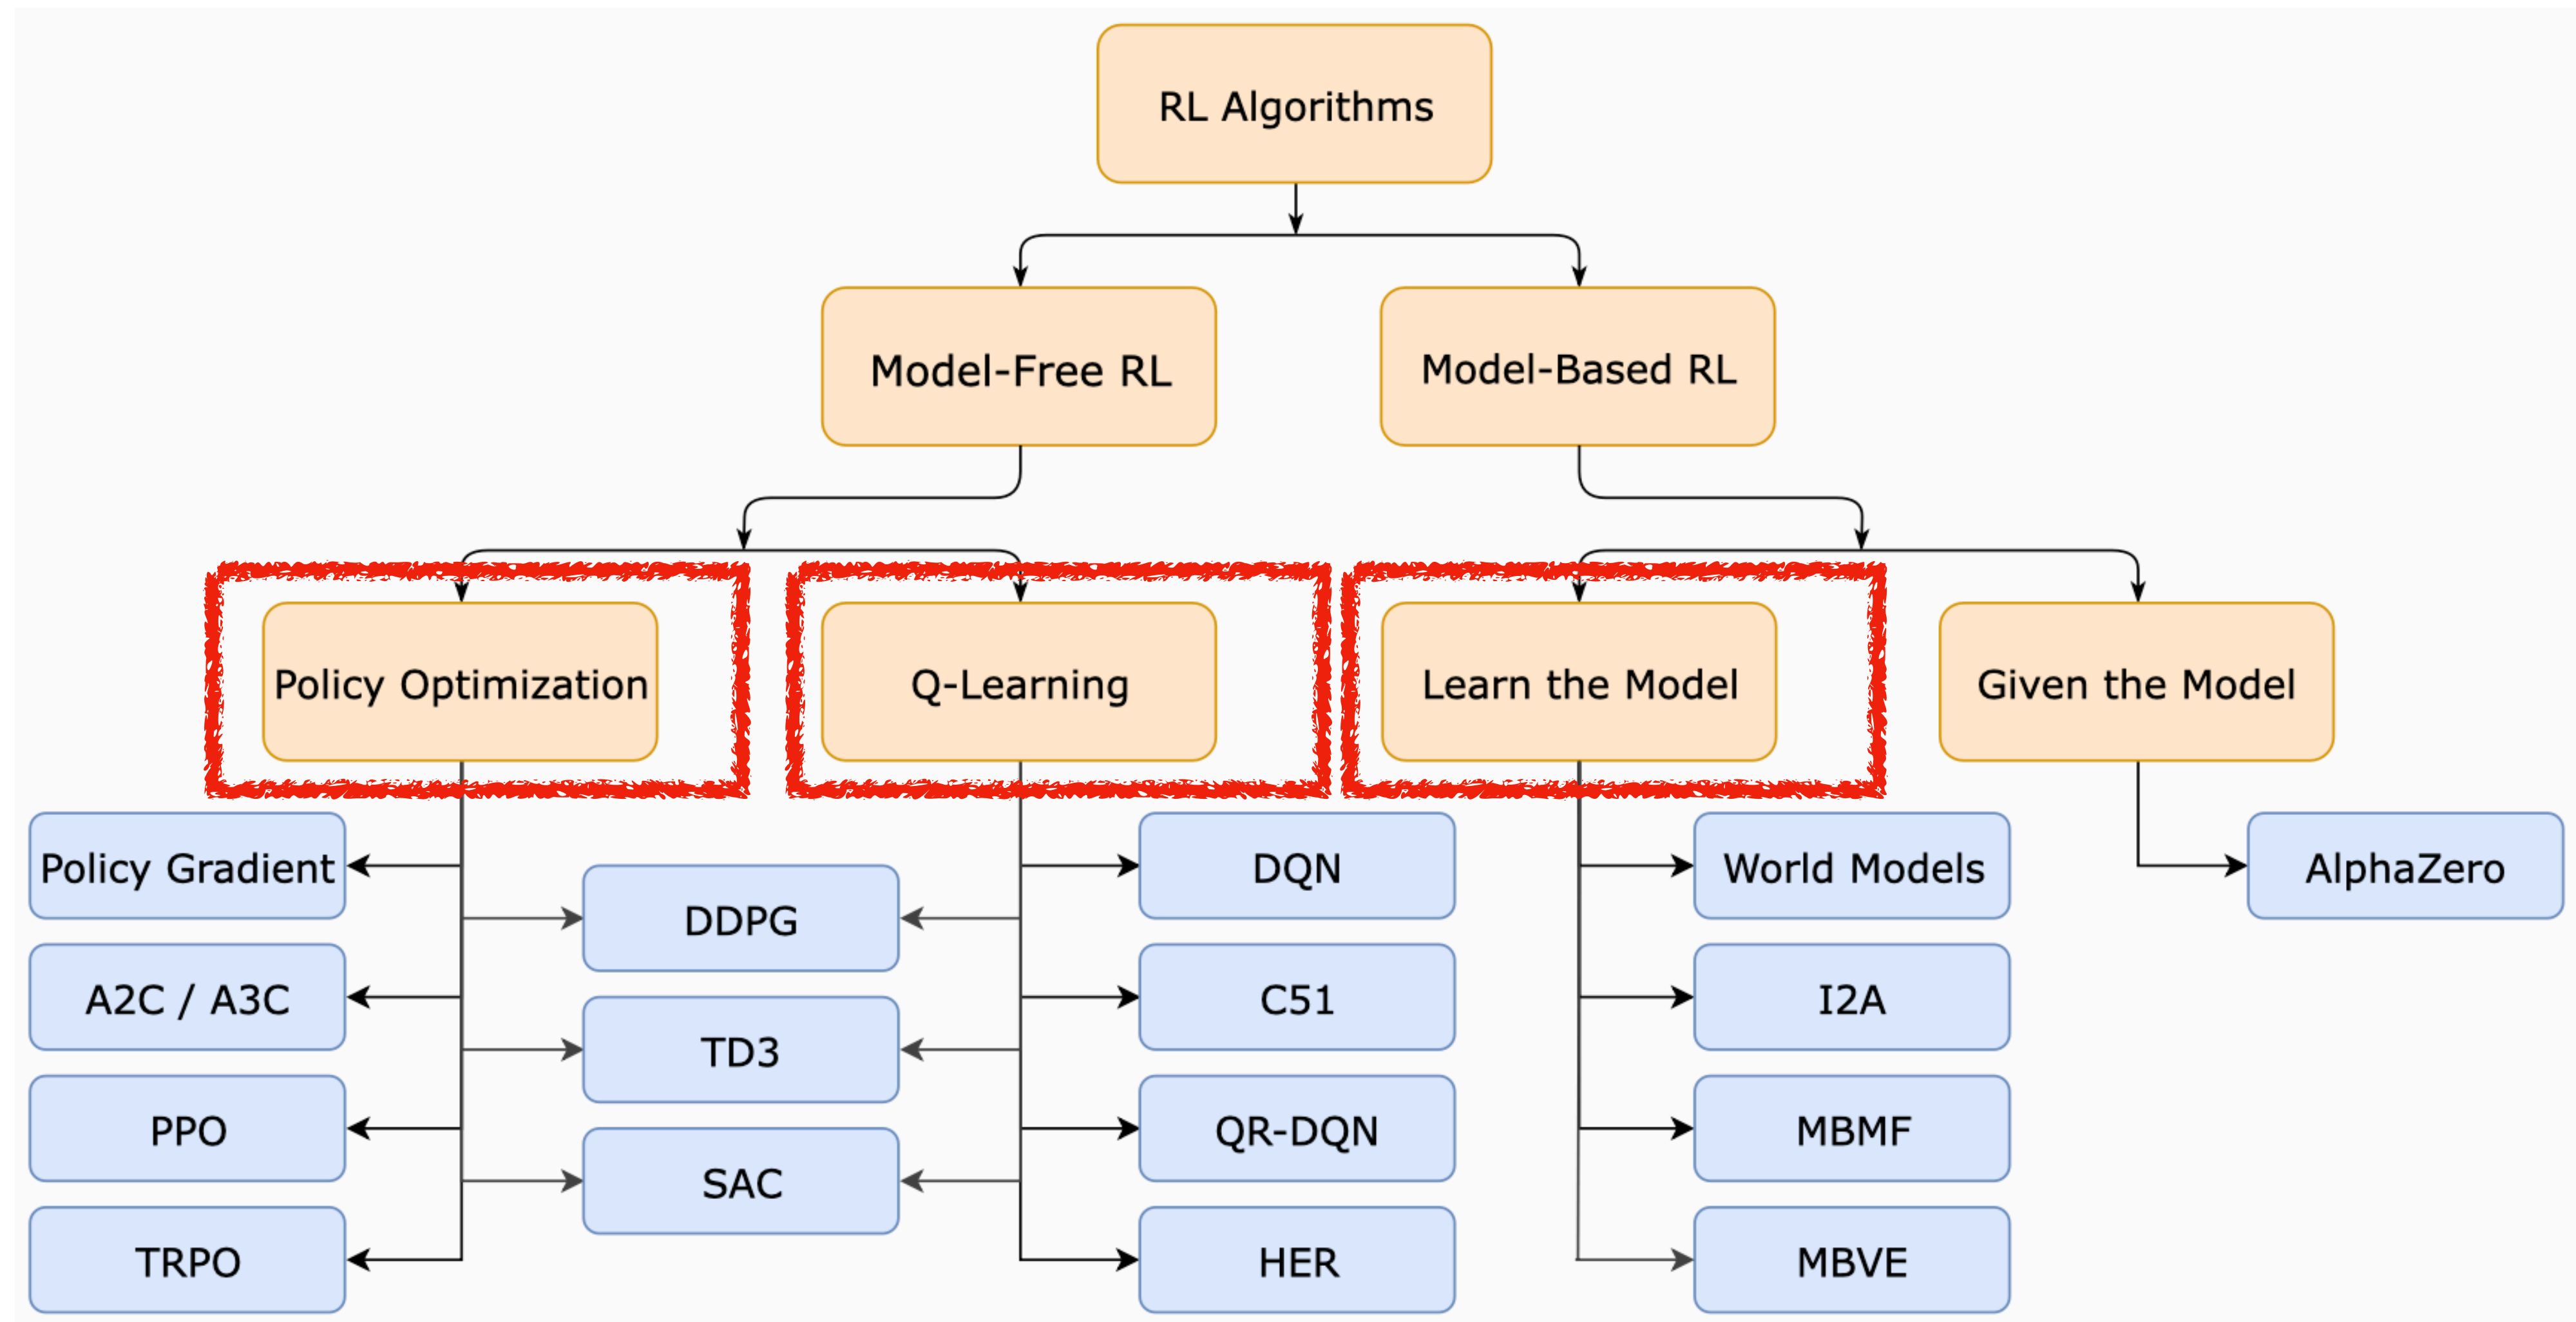 RL Algorithms
Model-Free RL
Model-Based RL
Policy Optimization
Q-Learning
Learn the Model
Given the Model
Policy Gradient
DQN
World Models
AlphaZero
DDPG
A2C / A3C
C51
I2A
TD3
PPO
QR-DQN
MBMF
SAC
TRPO
HER
MBVE